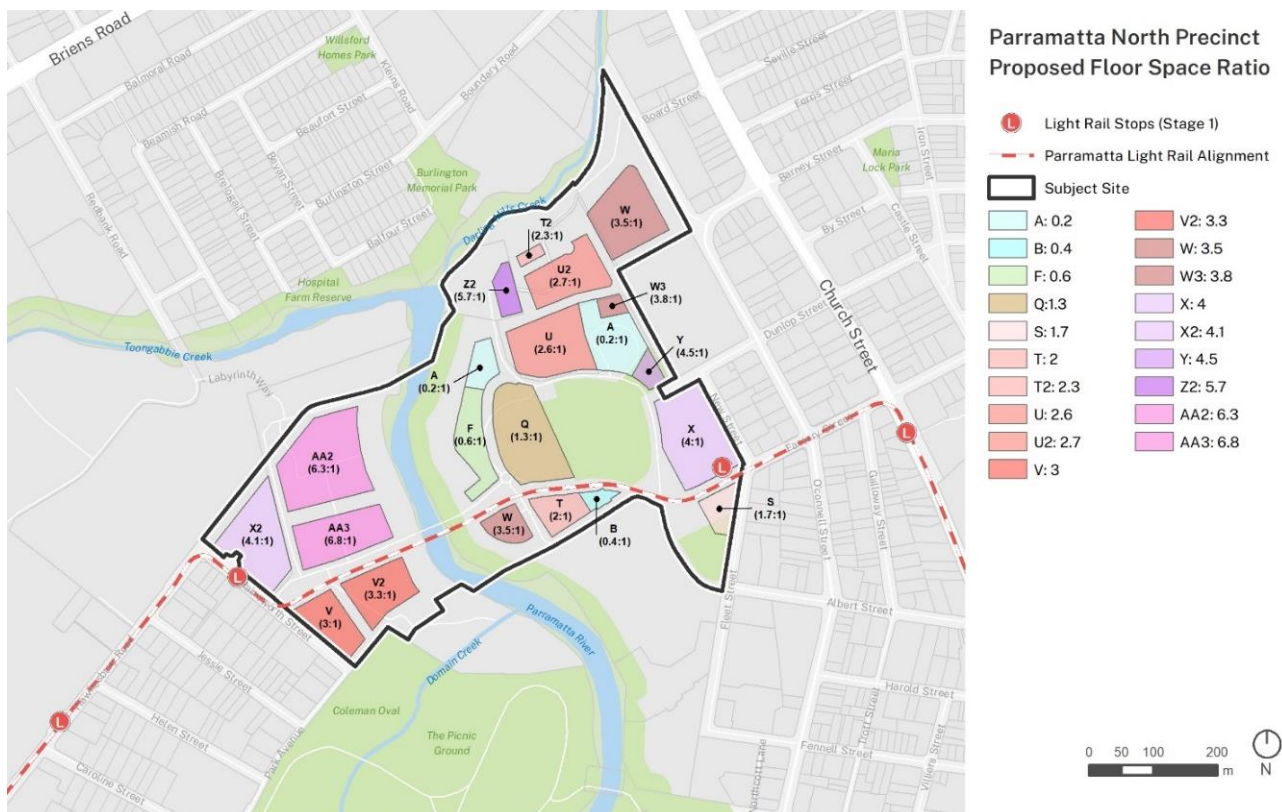 Parramatta North Precinct
Proposed Floor Space Ratio
L
Light Rail Stops (Stage 1)
Parramatta Light Rail Alignment
Subject Site
A: 0.2
B: 0.4
F: 0.6
Q:1.3
S: 1.7
T: 2
T2: 2.3
U: 2.6
U2: 2.7
V: 3
V2: 3.3
W: 3.5
W3: 3.8
X: 4
X2: 4.1
Y: 4.5
Z2: 5.7
AA2: 6.3
AA3: 6.8
0 50 100 200
m
N
Briens Road
Balmoral Road
Willsford
Homes Park
Kleins Road
Boundary Road
Beamish Road
Beaufort Street
Bevan Street
Brefegell Street
Burlington Street
Balfour Street
Redbank Road
Burlington
Memorial Park
Darling Mills Creek
Hospital
Farm Reserve
Toongabbie Creek
Labyrinth Way
Board Street
Seville Street
Ferris Street
Iron Street
Maria
Lock Park
Barney Street
Castle Street
By Street
Church Street
Dunlop Street
New Street
O'Connell Street
Galloway Street
Albert Street
Fleet Street
Harold Street
Trott Street
Fennell Street
Villiers Street
Northcott Lane
Parramatta River
Domain Creek
Coleman Oval
The Picnic
Ground
Park Avenue
Jessie Street
Helen Street
Caroline Street
W
(3.5:1)
T2
(2.3:1)
U2
(2.7:1)
Z2
(5.7:1)
W3
(3.8:1)
A
(0.2:1)
U
(2.6:1)
Y
(4.5:1)
A
(0.2:1)
F
(0.6:1)
Q
(1.3:1)
X
(4:1)
L
L
AA2
(6.3:1)
AA3
(6.8:1)
X2
(4.1:1)
W
(3.5:1)
T
(2:1)
B
(0.4:1)
S
(1.7:1)
V2
(3.3:1)
V
(3:1)
L
L